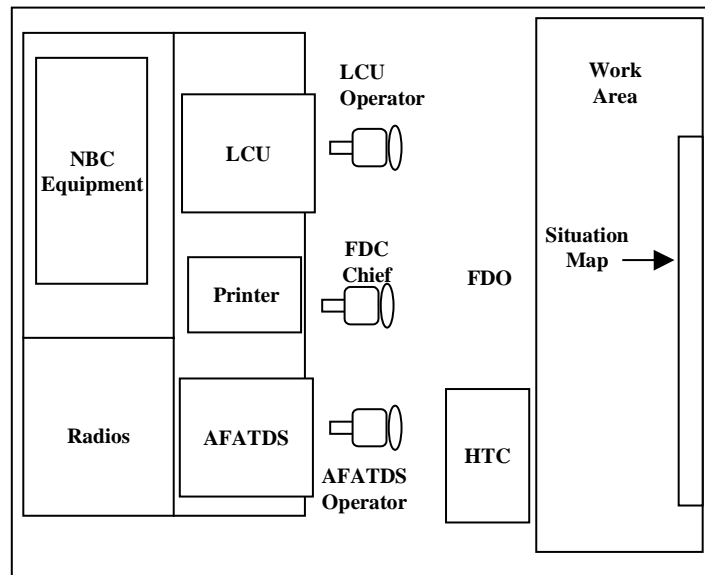 LCU
Operator
Work
Area
NBC
Equipment
LCU
FDC
Chief
Situation
Map
FDO
Printer
Radios
AFATDS
HTC
AFATDS
Operator